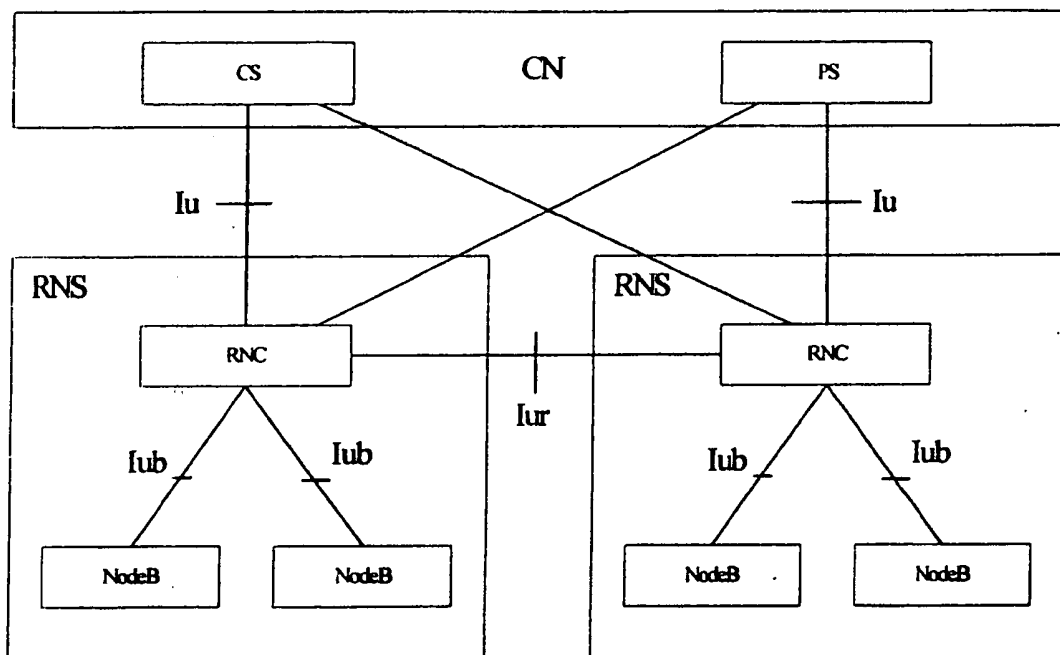 CS
CN
PS
Iu
Iu
RNS
RNS
RNC
RNC
Iur
Iub
Iub
Iub
Iub
NodeB
NodeB
NodeB
NodeB